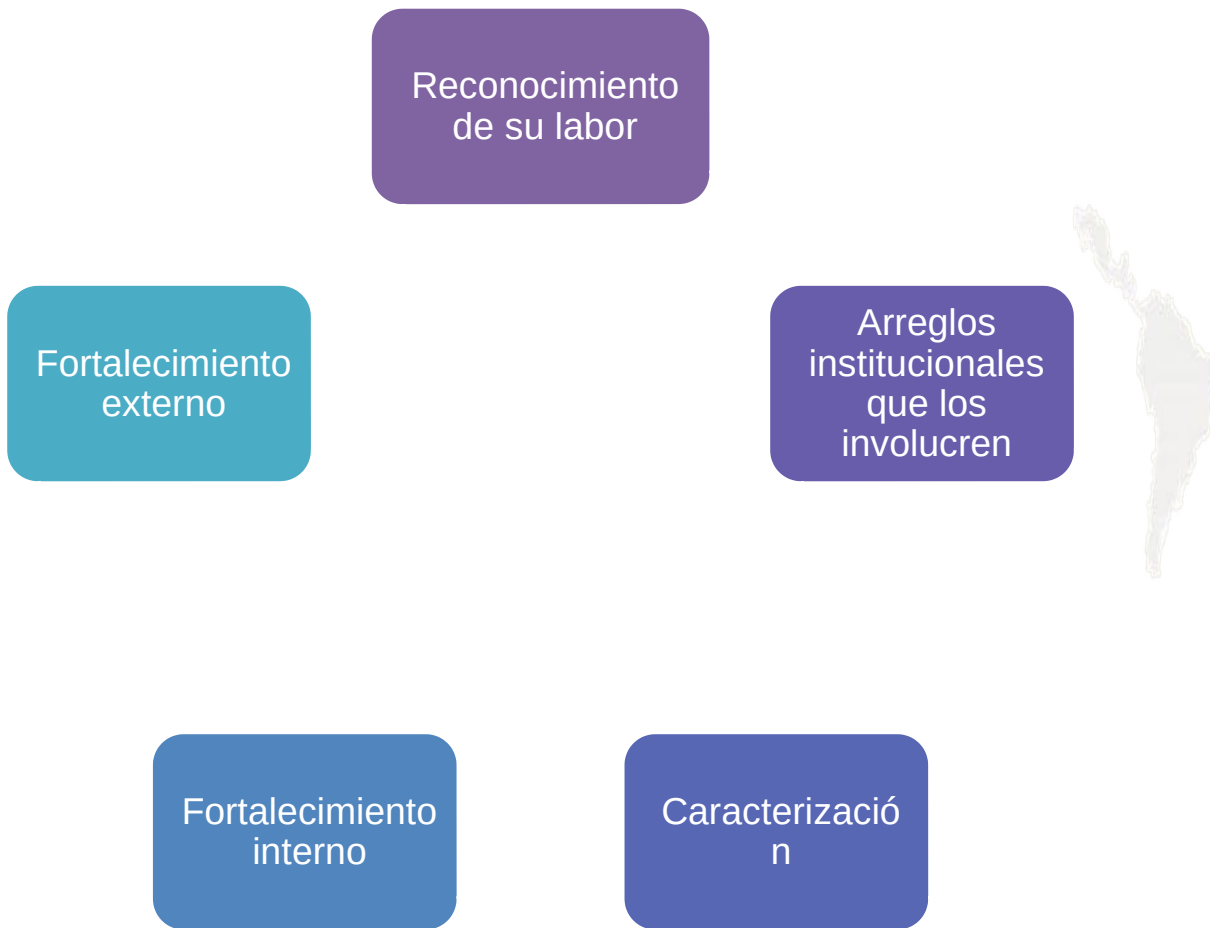 Reconocimiento
de su labor
Fortalecimiento
externo
Arreglos
institucionales
que los
involucren
Fortalecimiento
interno
Caracterizació
n